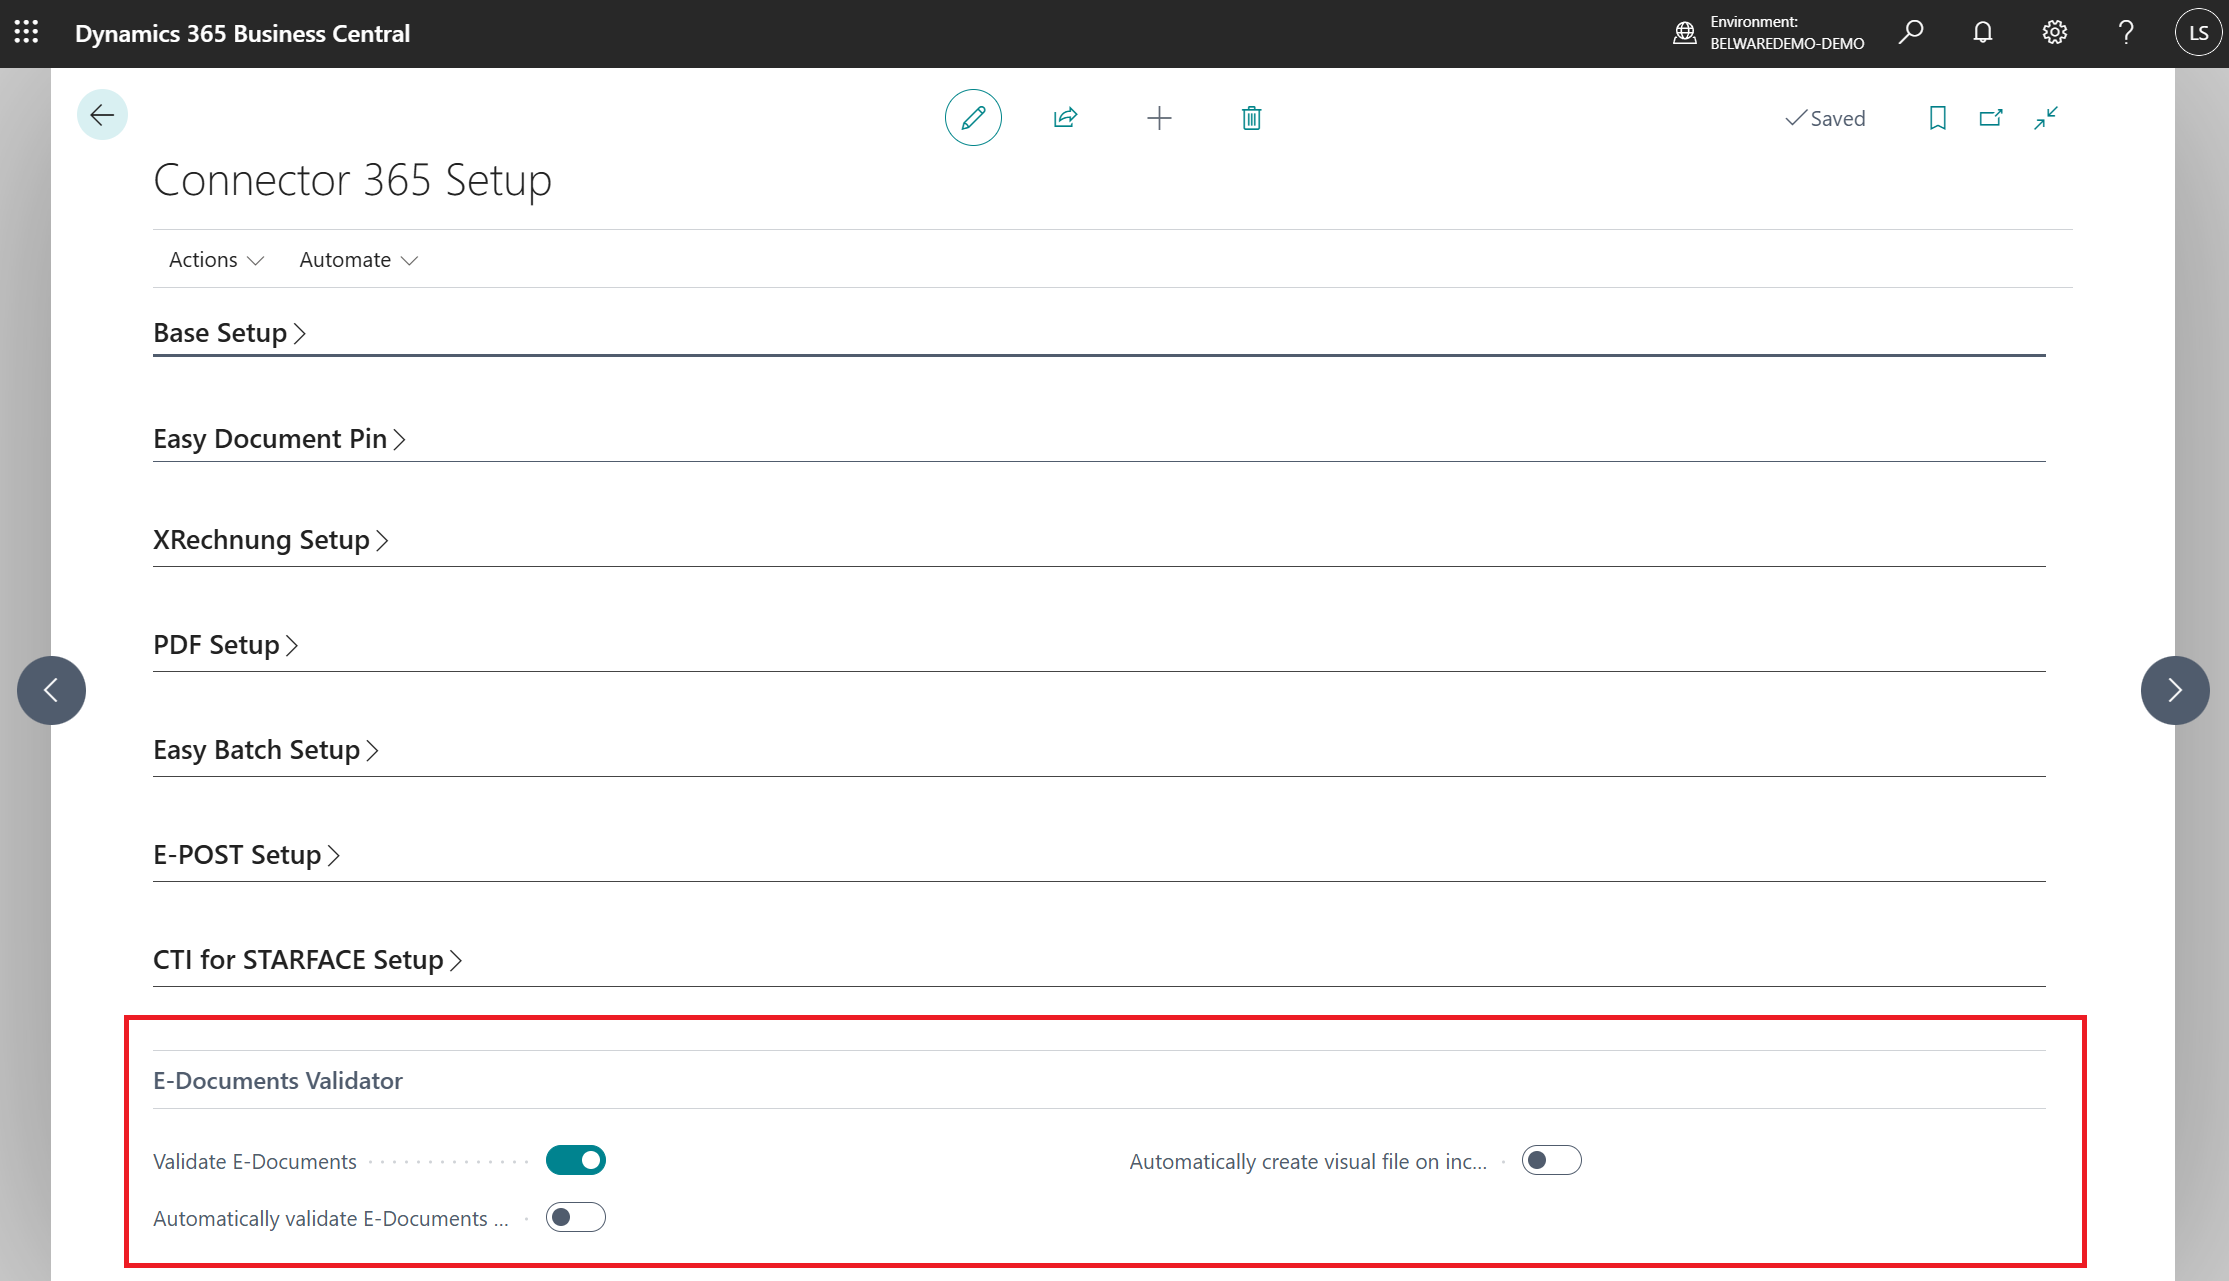 Dynamics 365 Business Central
Environment:
BELWAREDEMO-DEMO
LS
Saved
Connector 365 Setup
Actions
Automate
Base Setup
Easy Document Pin
XRechnung Setup
PDF Setup
Easy Batch Setup
E-POST Setup
CTI for STARFACE Setup
E-Documents Validator
Validate E-Documents
Automatically create visual file on inc...
Automatically validate E-Documents ...